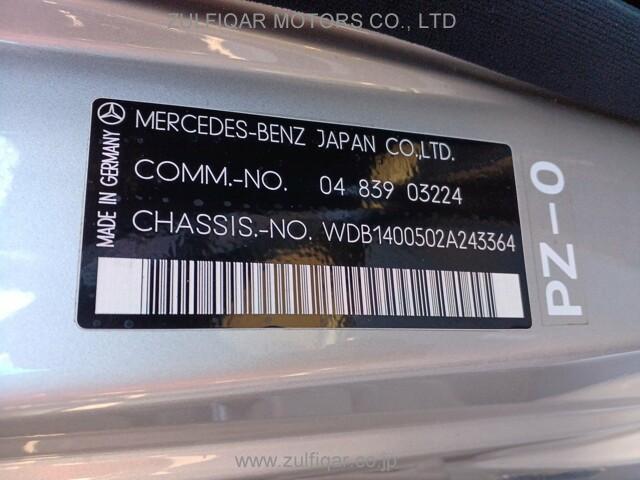 ZULFIQAR MOTORS CO., LTD
MERCEDES-BENZ JAPAN CO.,LTD.
COMM.-NO. 04 839 03224
CHASSIS.-NO. WDB1400502A243364
MADE IN GERMANY
PZ-0
www.zulfiqar.co.jp